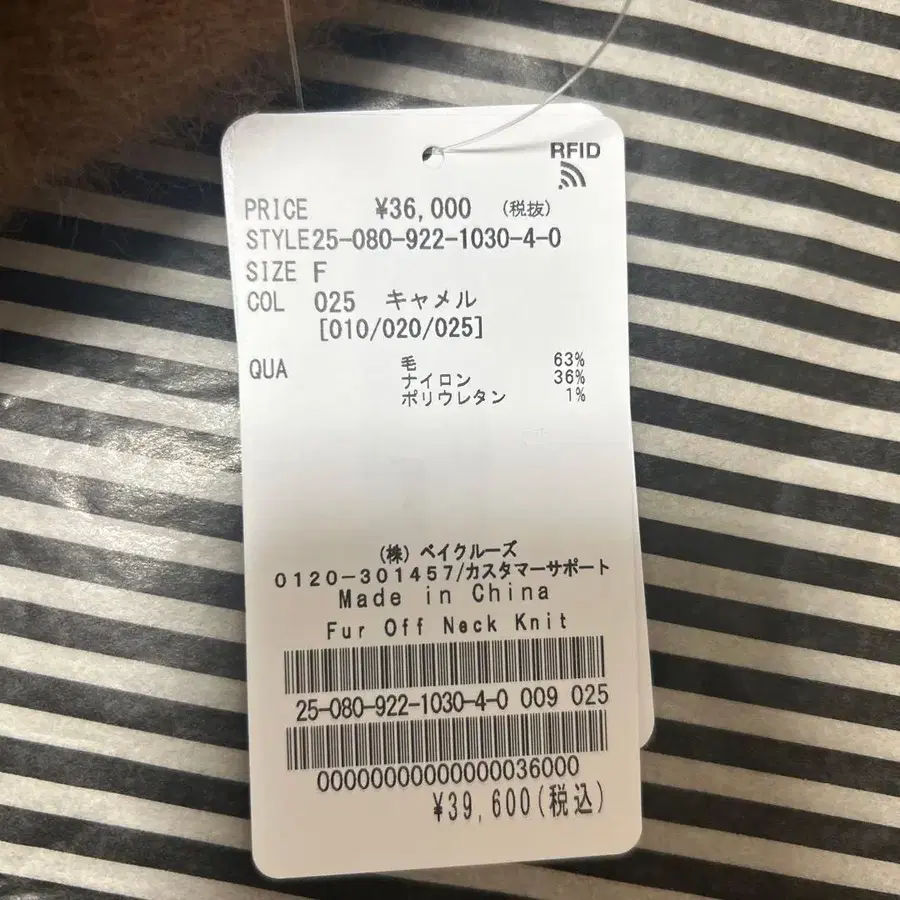 RFID
PRICE ¥36,000 (税抜)
STYLE25-080-922-1030-4-0
SIZE F
COL 025 キャメル
[010/020/025]
QUA 毛 63%
ナイロン 36%
ポリウレタン 1%
(株) ベイクルーズ
0120-301457/カスタマーサポート
Made in China
Fur Off Neck Knit
25-080-922-1030-4-0 009 025
00000000000000036000
¥39,600(税込)